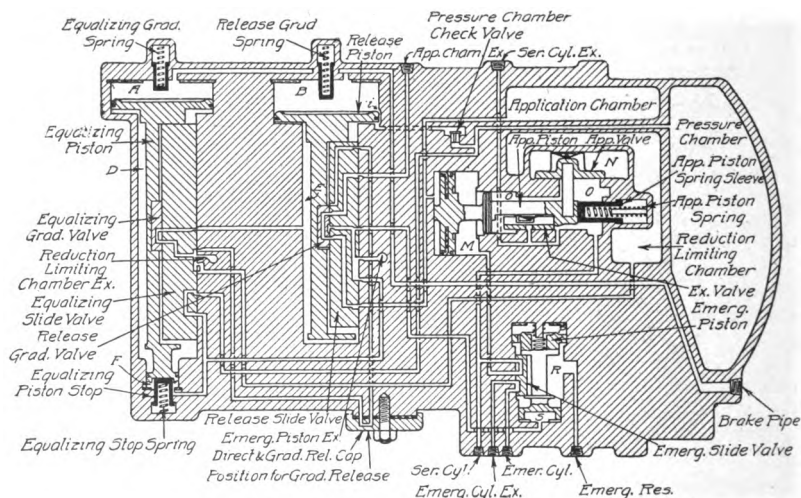 Equalizing Grad.
Spring
Release Grad
Spring
Release
Piston
Pressure Chamber
Check Valve
App. Cham. Ex.
Ser. Cyl. Ex.
A
B
i
Application Chamber
Pressure
Chamber
Equalizing
Piston
D
App. Piston
App. Valve
N
O
O
App. Piston
Spring Sleeve
App. Piston
Spring
E
M
Equalizing
Grad. Valve
Reduction
Limiting
Chamber Ex.
Equalizing
Slide Valve
Release
Grad. Valve
Reduction
Limiting
Chamber
Ex. Valve
Emerg.
Piston
R
S
F
Equalizing
Piston Stop
Equalizing Stop Spring
Release Slide Valve
Emerg. Piston Ex.
Direct & Grad. Rel. Cap
Position for Grad. Release
Ser. Cyl.
Emerg. Cyl. Ex.
Emer. Cyl.
Emerg. Res.
Emerg. Slide Valve
Brake Pipe